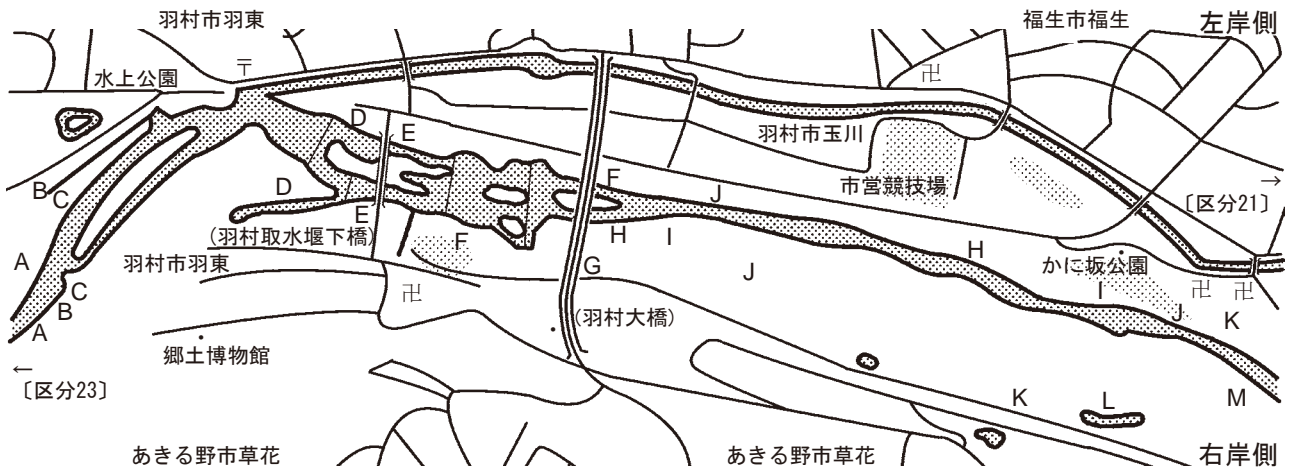 羽村市羽東
福生市福生
左岸側
〒
水上公園
卍
D
E
羽村市玉川
B
C
D
F
市営競技場
〔区分21〕
→
J
E
(羽村取水堰下橋)
F
H
I
H
A
羽村市羽東
G
J
かに坂公園
C
卍
I
卍
卍
B
(羽村大橋)
J
K
A
郷土博物館
←
〔区分23〕
K
L
M
あきる野市草花
あきる野市草花
右岸側